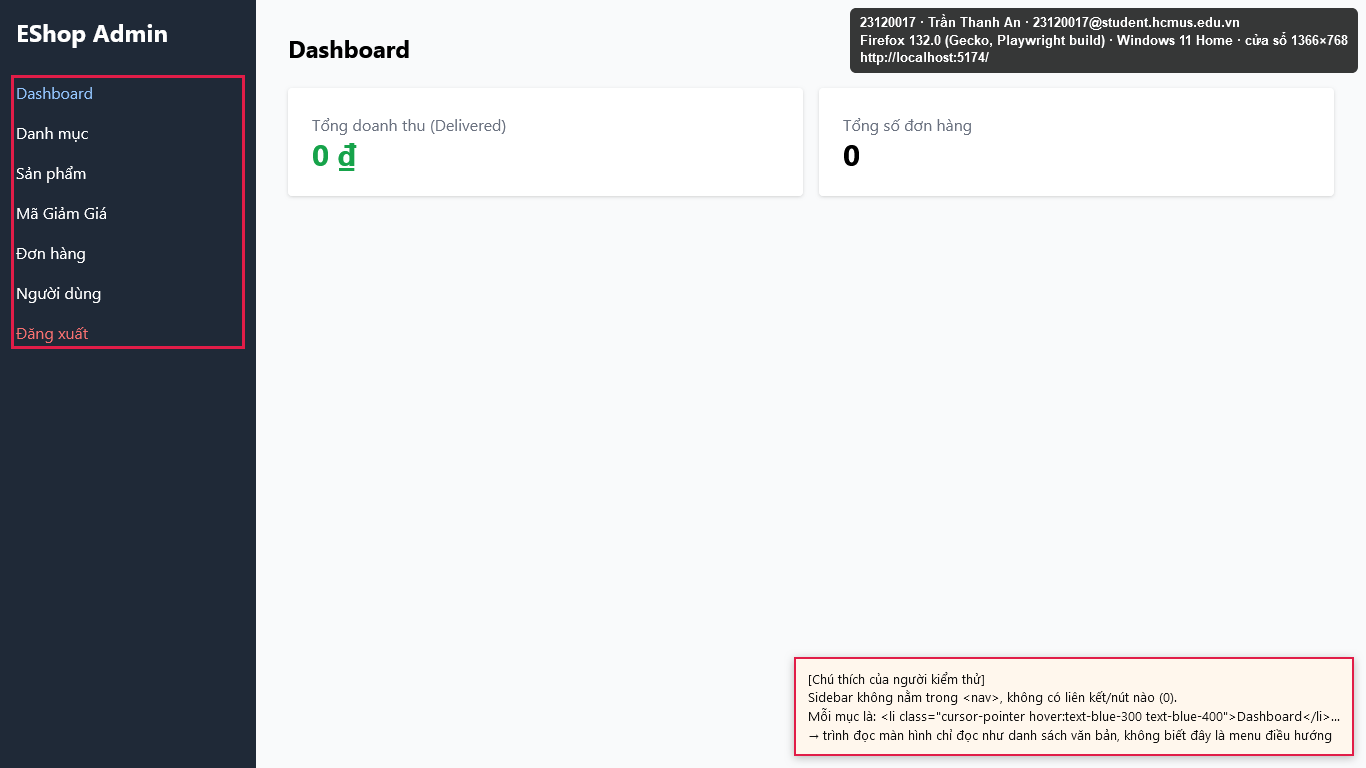 EShop Admin
Dashboard
Danh mục
Sản phẩm
Mã Giảm Giá
Đơn hàng
Người dùng
Đăng xuất
Dashboard
23120017 · Trần Thanh An · 23120017@student.hcmus.edu.vn
Firefox 132.0 (Gecko, Playwright build) · Windows 11 Home · cửa sổ 1366×768
http://localhost:5174/
Tổng doanh thu (Delivered)
0 ₫
Tổng số đơn hàng
0
[Chú thích của người kiểm thử]
Sidebar không nằm trong <nav>, không có liên kết/nút nào (0).
Mỗi mục là: <li class="cursor-pointer hover:text-blue-300 text-blue-400">Dashboard</li>...
→ trình đọc màn hình chỉ đọc như danh sách văn bản, không biết đây là menu điều hướng